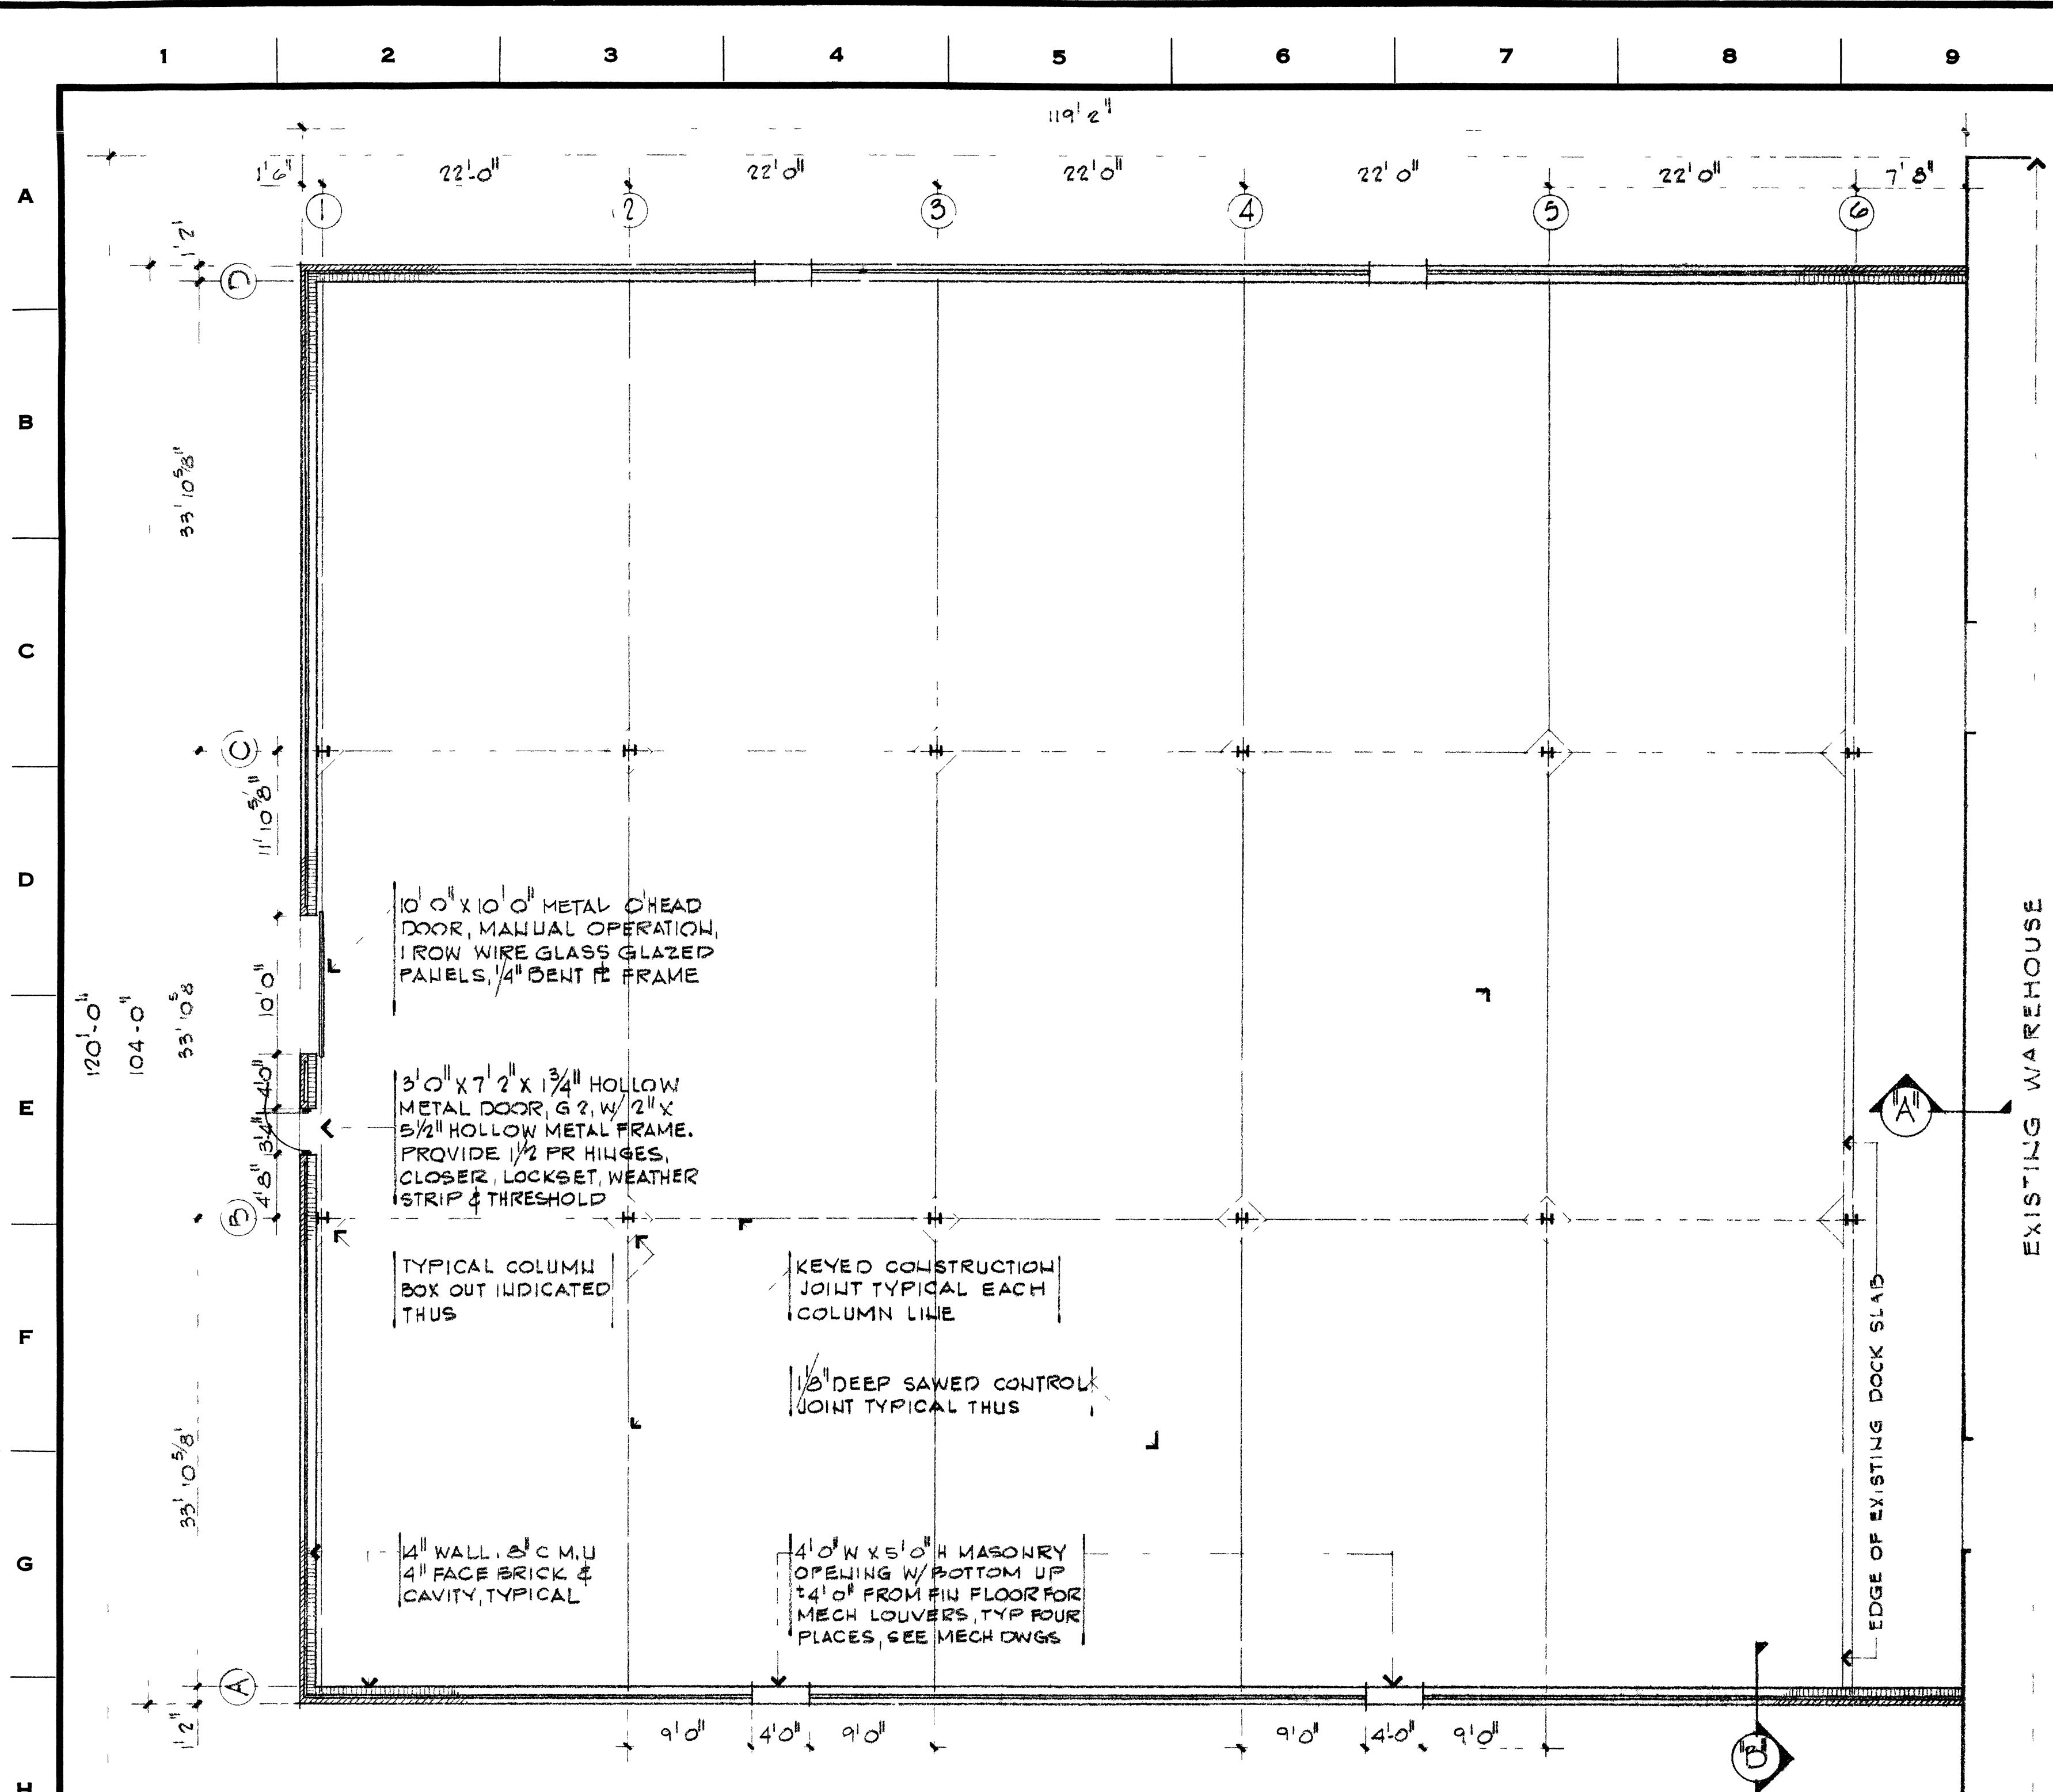 1 2 3 4 5 6 7 8 9
119'2"
1'6" 22'-0" 22'0" 22'0" 22'0" 22'0" 7'8"
2 3 4 5 6
A
1'2"
D
B
33'10 5/8"
C
C
11'10 5/8"
D
10'0"X10'0" METAL O'HEAD
DOOR, MANUAL OPERATION,
1 ROW WIRE GLASS GLAZED
PANELS, 1/4" BENT PL FRAME
10'0"
120'-0"
104-0"
33'10 5/8
EXISTING WAREHOUSE
3'0"X7'2"X1 3/4" HOLLOW
METAL DOOR, G2, W/2"X
5 1/2" HOLLOW METAL FRAME.
PROVIDE 1 1/2 PR HINGES,
CLOSER, LOCKSET, WEATHER
STRIP & THRESHOLD
4'0"
3'4"
4'8"
E
"A"
B
TYPICAL COLUMN
BOX OUT INDICATED
THUS
KEYED CONSTRUCTION
JOINT TYPICAL EACH
COLUMN LINE
F
1/8" DEEP SAWED CONTROL
JOINT TYPICAL THUS
EDGE OF EXISTING DOCK SLAB
33'10 5/8'
G
14" WALL. 8" C M.U
4" FACE BRICK &
CAVITY, TYPICAL
4'0"W X 5'0"H MASONRY
OPENING W/BOTTOM UP
±4'0" FROM FIN FLOOR FOR
MECH LOUVERS, TYP FOUR
PLACES, SEE MECH DWGS
A
1'2"
9'0" 4'0" 9'0" 9'0" 4'-0" 9'0"
"B"
H